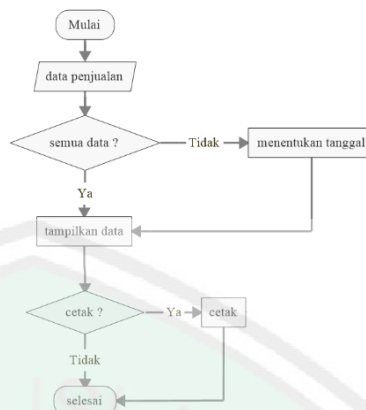 Mulai
data penjualan
semua data ?
Tidak
menentukan tanggal
Ya
tampilkan data
cetak ?
Ya
cetak
Tidak
selesai